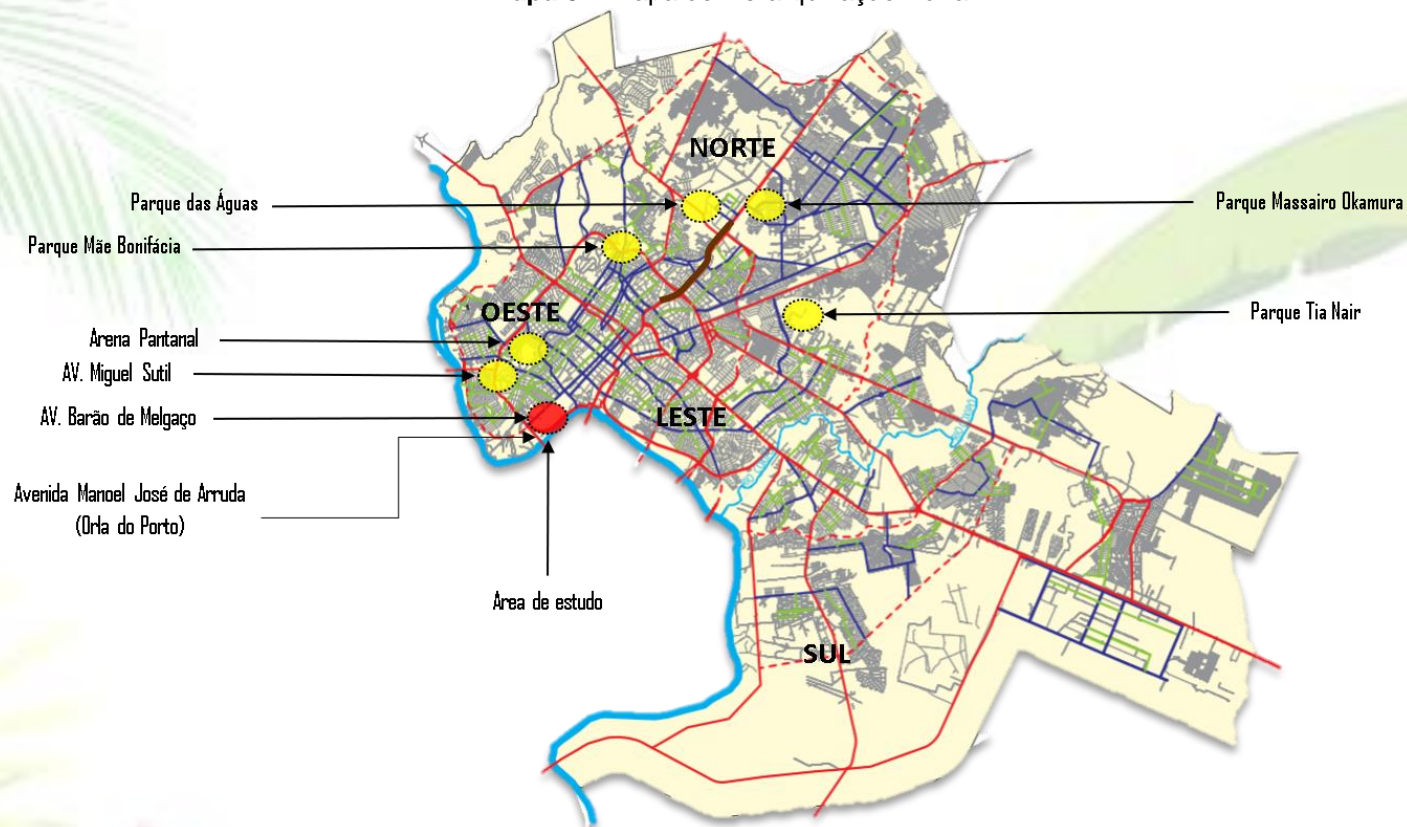 NORTE
Parque das Águas
Parque Massairo Okamura
Parque Mãe Bonifácia
OESTE
Parque Tia Nair
Arena Pantanal
AV. Miguel Sutil
AV. Barão de Melgaço
LESTE
Avenida Manoel José de Arruda
(Orla do Porto)
Area de estudo
SUL